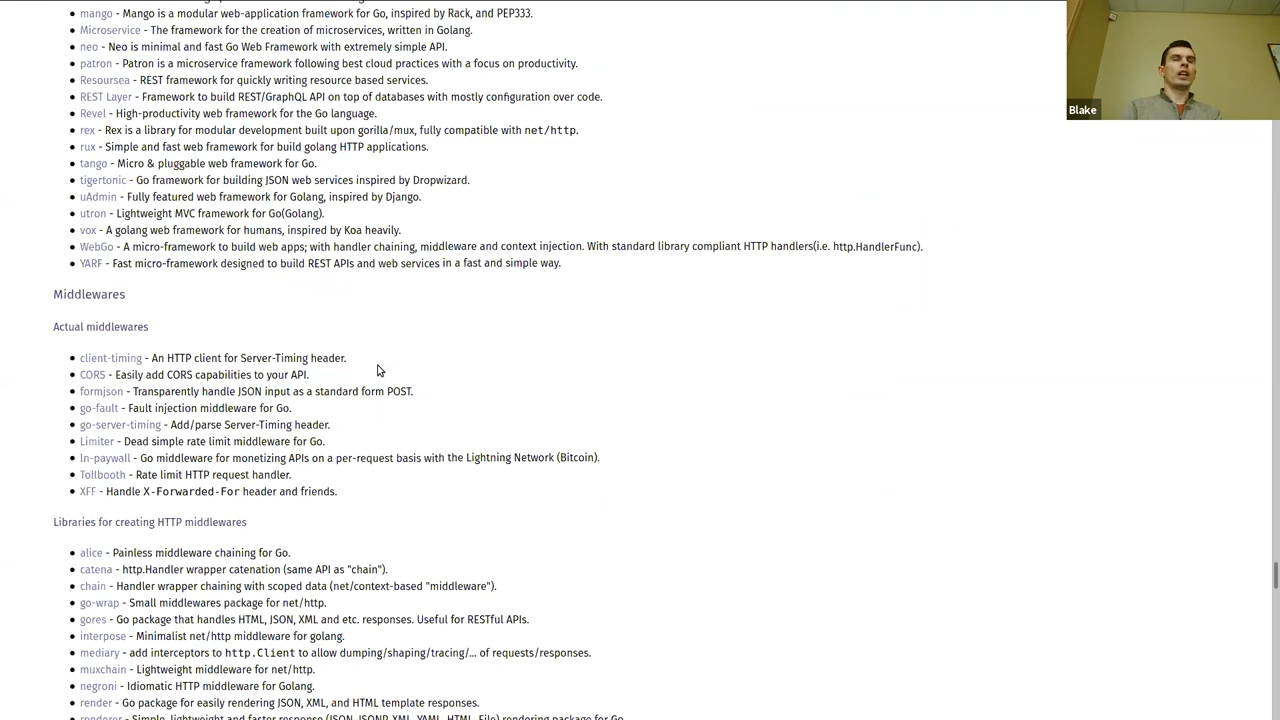 mango - Mango is a modular web-application framework for Go, inspired by Rack, and PEP333.
Microservice - The framework for the creation of microservices, written in Golang.
neo - Neo is minimal and fast Go Web Framework with extremely simple API.
patron - Patron is a microservice framework following best cloud practices with a focus on productivity.
Resoursea - REST framework for quickly writing resource based services.
REST Layer - Framework to build REST/GraphQL API on top of databases with mostly configuration over code.
Revel - High-productivity web framework for the Go language.
rex - Rex is a library for modular development built upon gorilla/mux, fully compatible with net/http.
rux - Simple and fast web framework for build golang HTTP applications.
tango - Micro & pluggable web framework for Go.
tigertonic - Go framework for building JSON web services inspired by Dropwizard.
uAdmin - Fully featured web framework for Golang, inspired by Django.
utron - Lightweight MVC framework for Go(Golang).
vox - A golang web framework for humans, inspired by Koa heavily.
WebGo - A micro-framework to build web apps; with handler chaining, middleware and context injection. With standard library compliant HTTP handlers(i.e. http.HandlerFunc).
YARF - Fast micro-framework designed to build REST APIs and web services in a fast and simple way.
Middlewares
Actual middlewares
client-timing - An HTTP client for Server-Timing header.
CORS - Easily add CORS capabilities to your API.
formjson - Transparently handle JSON input as a standard form POST.
go-fault - Fault injection middleware for Go.
go-server-timing - Add/parse Server-Timing header.
Limiter - Dead simple rate limit middleware for Go.
ln-paywall - Go middleware for monetizing APIs on a per-request basis with the Lightning Network (Bitcoin).
Tollbooth - Rate limit HTTP request handler.
XFF - Handle X-Forwarded-For header and friends.
Libraries for creating HTTP middlewares
alice - Painless middleware chaining for Go.
catena - http.Handler wrapper catenation (same API as "chain").
chain - Handler wrapper chaining with scoped data (net/context-based "middleware").
go-wrap - Small middlewares package for net/http.
gores - Go package that handles HTML, JSON, XML and etc. responses. Useful for RESTful APIs.
interpose - Minimalist net/http middleware for golang.
mediary - add interceptors to http.Client to allow dumping/shaping/tracing/... of requests/responses.
muxchain - Lightweight middleware for net/http.
negroni - Idiomatic HTTP middleware for Golang.
render - Go package for easily rendering JSON, XML, and HTML template responses.
renderer - Simple, lightweight and faster response (JSON, JSONP, XML, YAML, HTML, File) rendering package for Go.
Blake